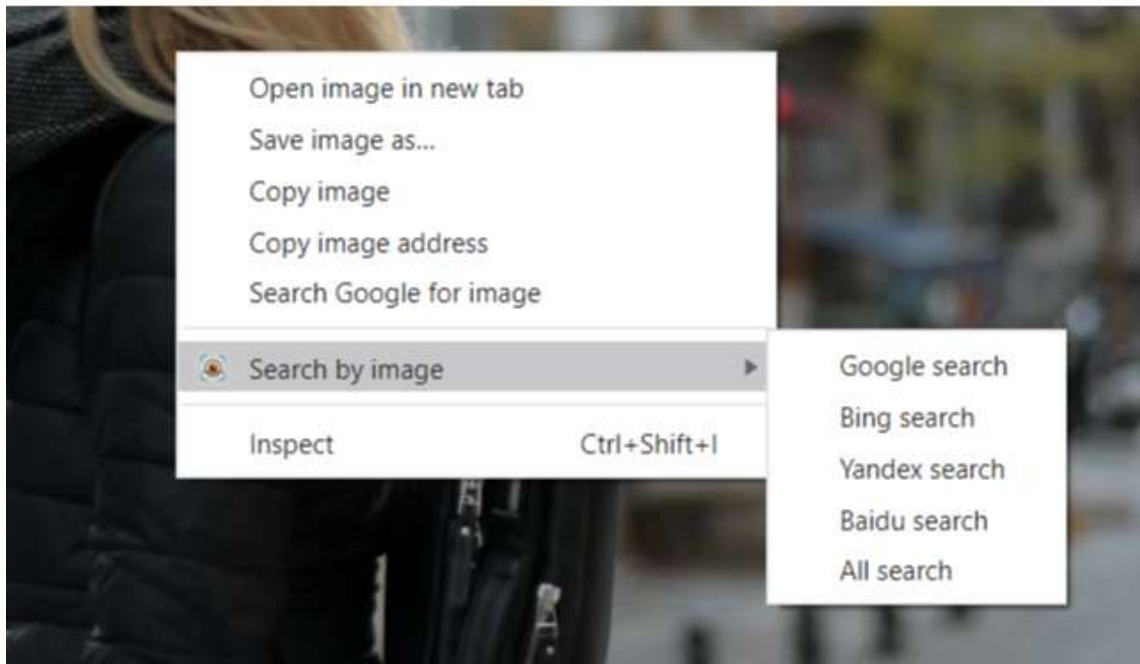 Open image in new tab
Save image as...
Copy image
Copy image address
Search Google for image
Search by image
Inspect Ctrl+Shift+I
Google search
Bing search
Yandex search
Baidu search
All search